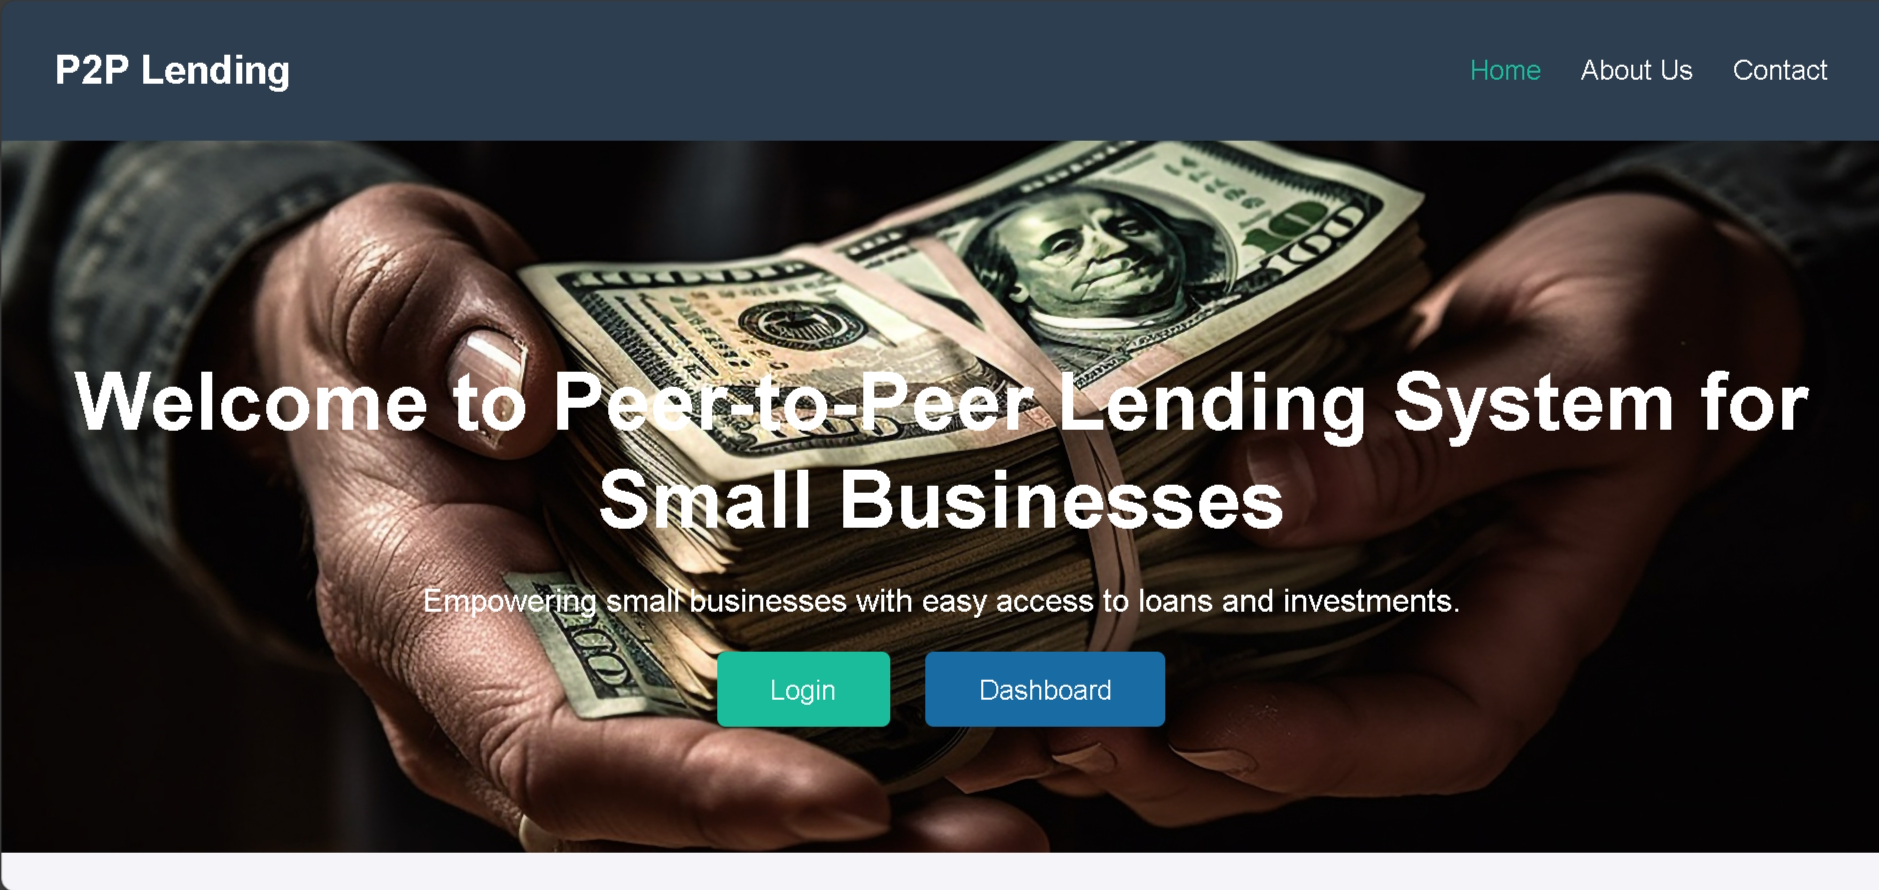 P2P Lending
Home About Us Contact
Welcome to Peer-to-Peer Lending System for
Small Businesses
Empowering small businesses with easy access to loans and investments.
Login Dashboard
100